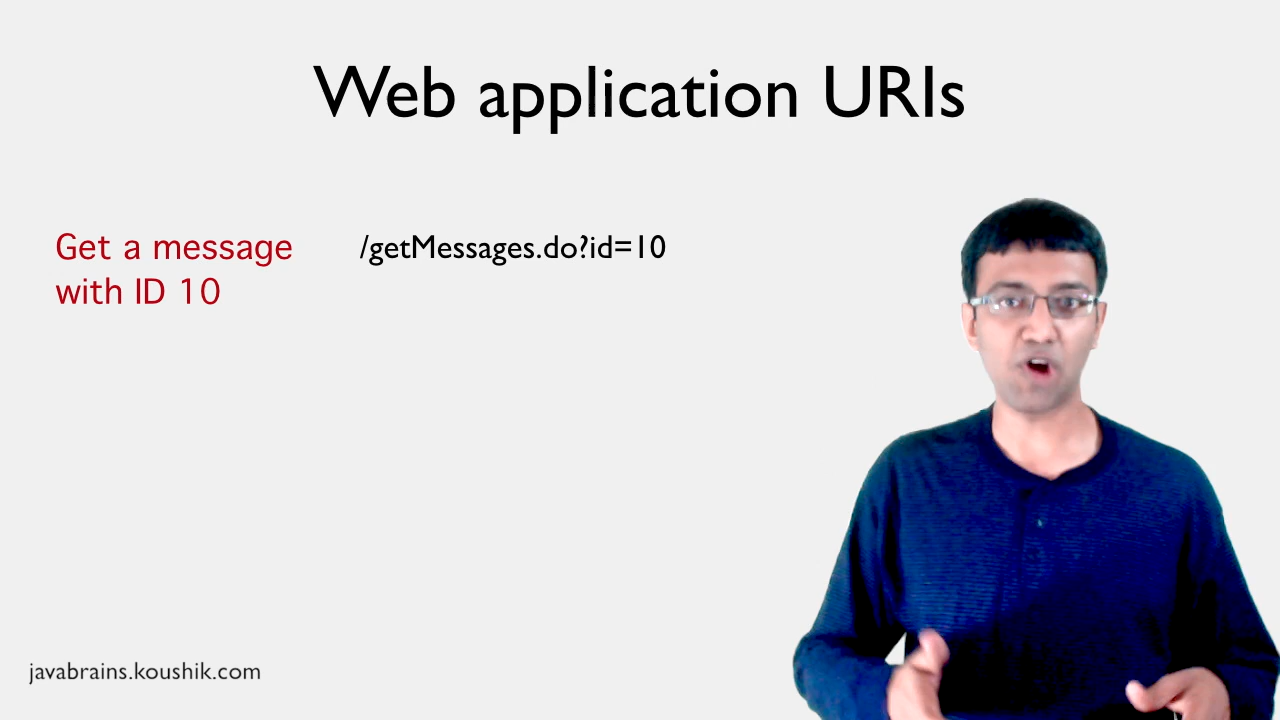 Web application URIs
Get a message /getMessages.do?id=10
with ID 10
javabrains.koushik.com